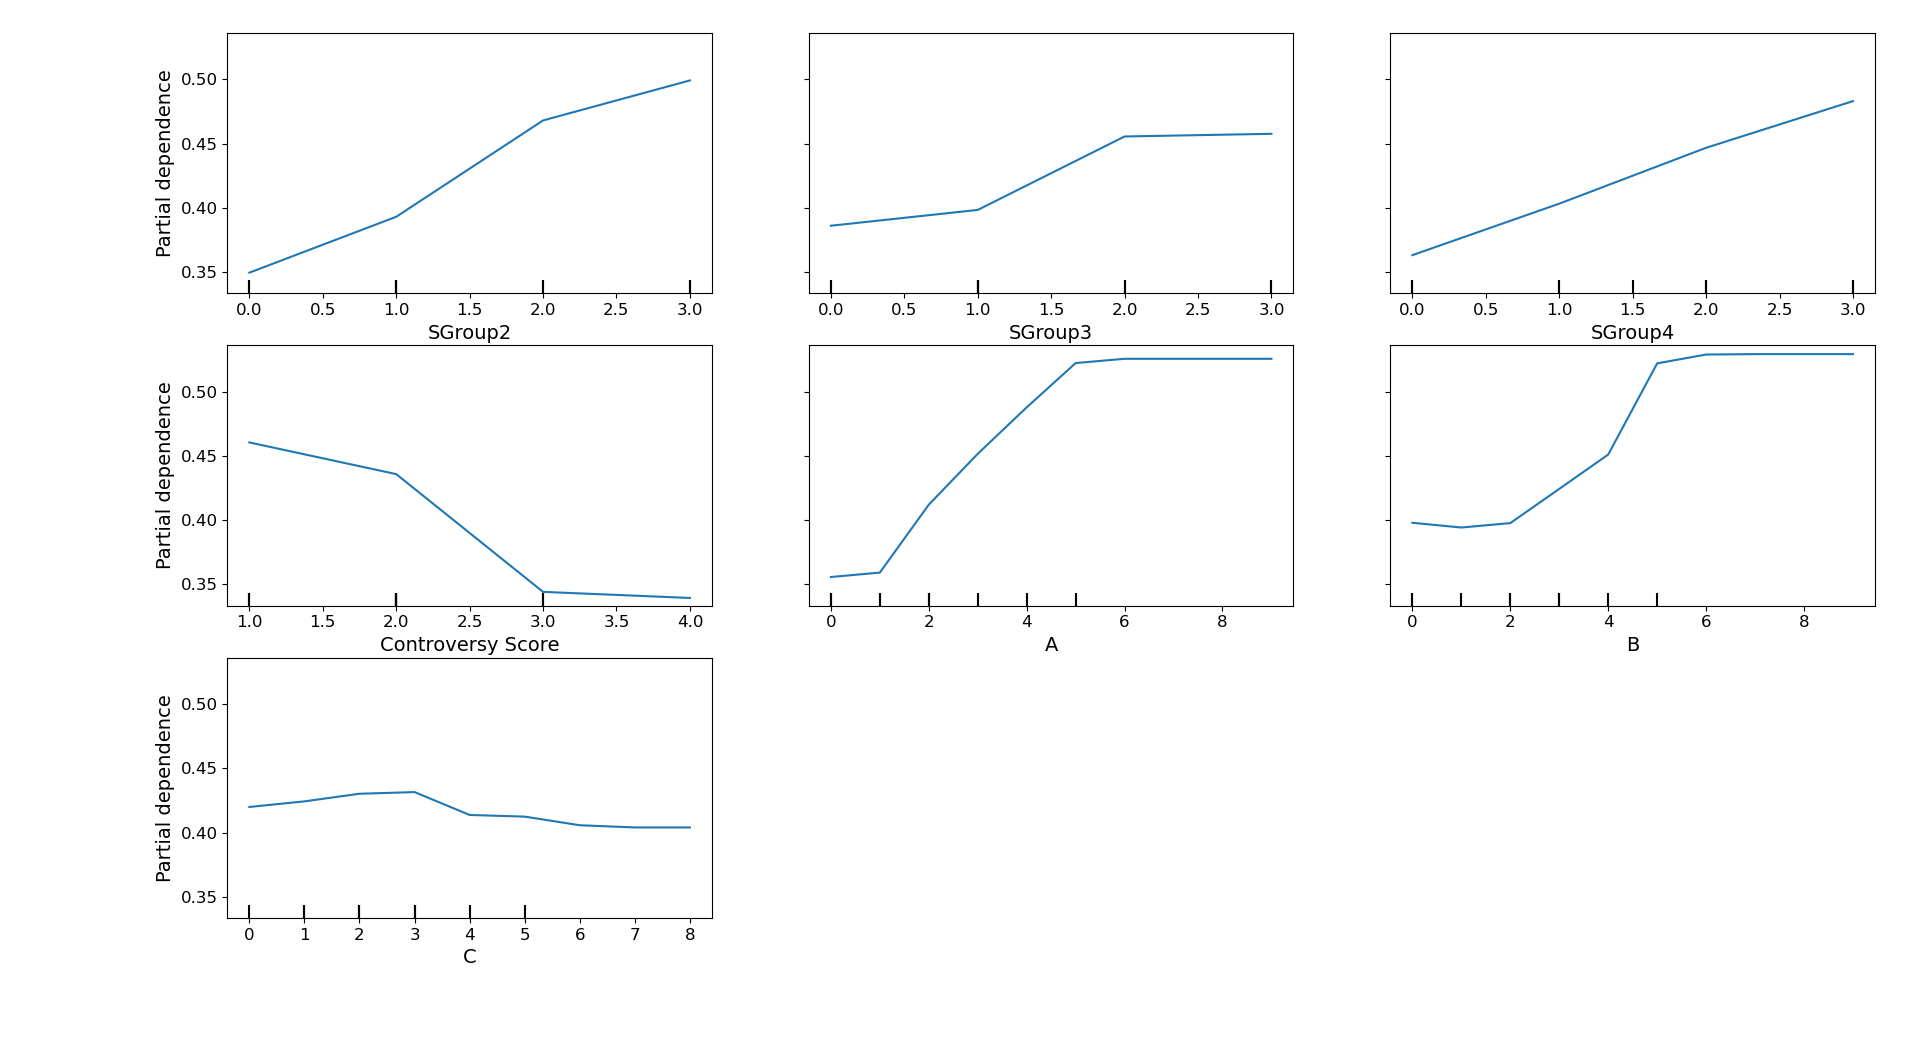 Partial dependence
0.50
0.45
0.40
0.35
0.0 0.5 1.0 1.5 2.0 2.5 3.0
SGroup2
0.0 0.5 1.0 1.5 2.0 2.5 3.0
SGroup3
0.0 0.5 1.0 1.5 2.0 2.5 3.0
SGroup4
Partial dependence
0.50
0.45
0.40
0.35
1.0 1.5 2.0 2.5 3.0 3.5 4.0
Controversy Score
0 2 4 6 8
A
0 2 4 6 8
B
Partial dependence
0.50
0.45
0.40
0.35
0 1 2 3 4 5 6 7 8
C